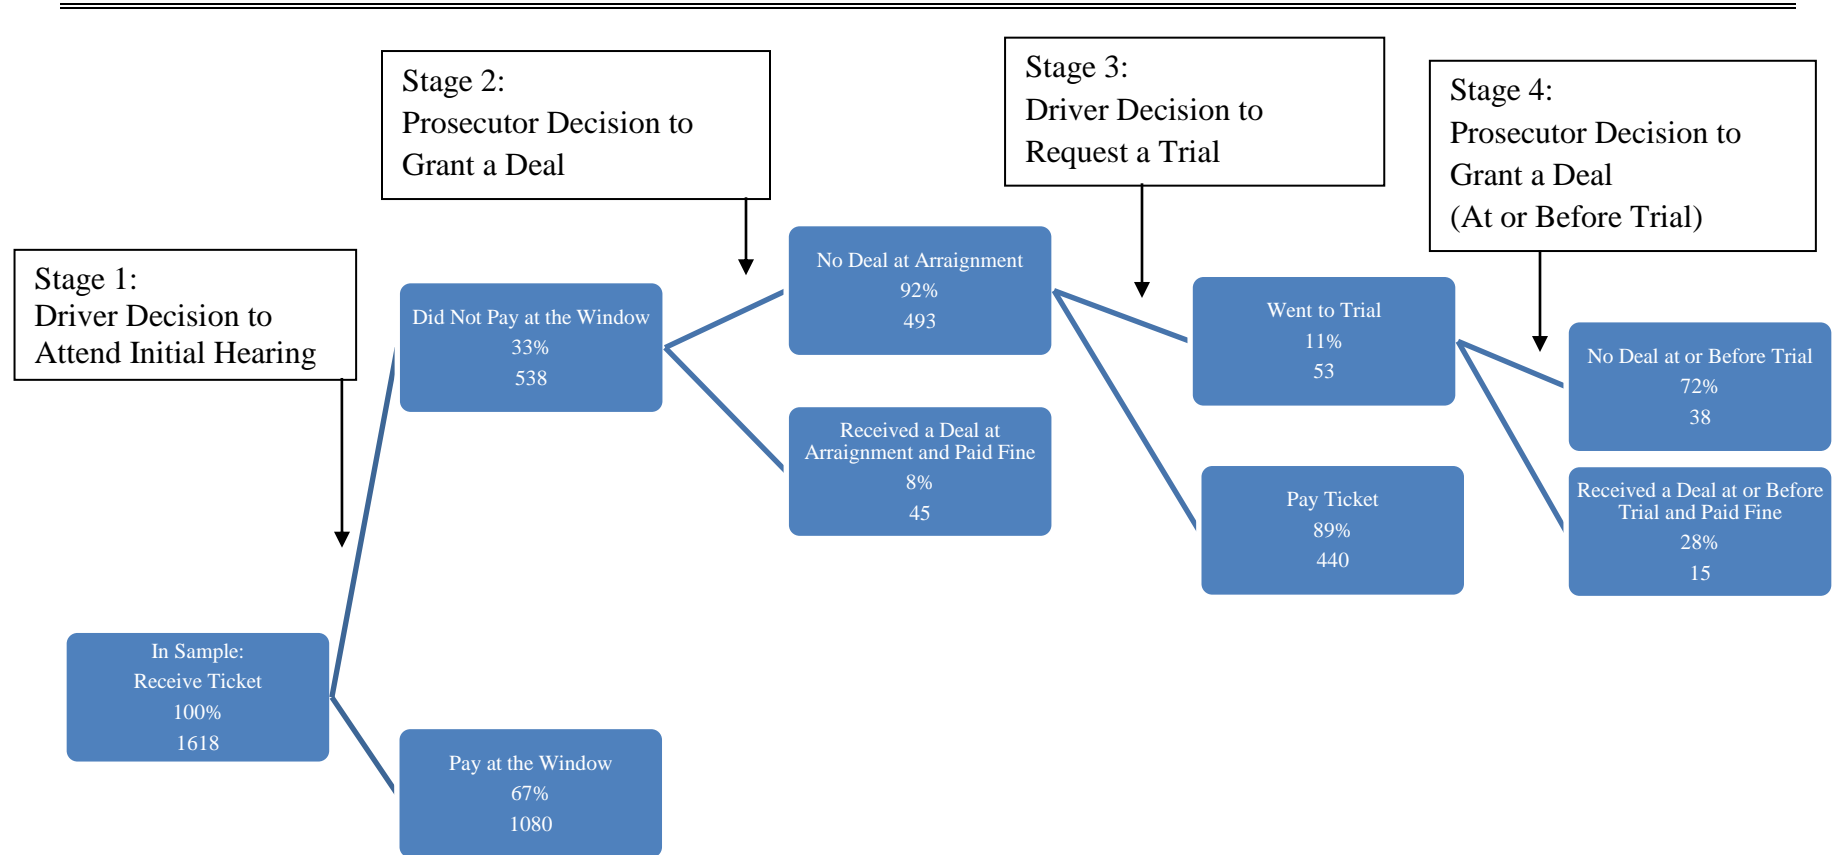 Stage 1:
Driver Decision to
Attend Initial Hearing
Stage 2:
Prosecutor Decision to
Grant a Deal
Stage 3:
Driver Decision to
Request a Trial
Stage 4:
Prosecutor Decision to
Grant a Deal
(At or Before Trial)
In Sample:
Receive Ticket
100%
1618
Did Not Pay at the Window
33%
538
Pay at the Window
67%
1080
No Deal at Arraignment
92%
493
Received a Deal at
Arraignment and Paid Fine
8%
45
Went to Trial
11%
53
Pay Ticket
89%
440
No Deal at or Before Trial
72%
38
Received a Deal at or Before
Trial and Paid Fine
28%
15